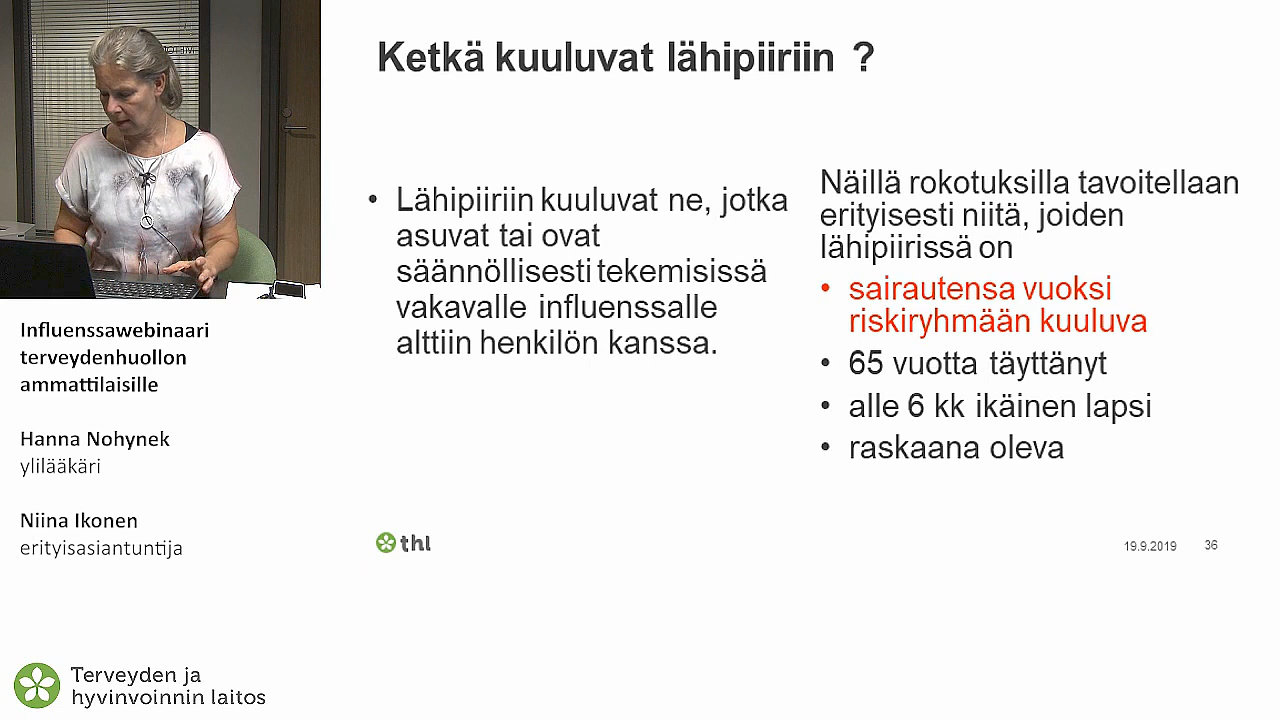 Ketkä kuuluvat lähipiiriin ?
• Lähipiiriin kuuluvat ne, jotka
asuvat tai ovat
säännöllisesti tekemisissä
vakavalle influenssalle
alttiin henkilön kanssa.
Näillä rokotuksilla tavoitellaan
erityisesti niitä, joiden
lähipiirissä on
• sairautensa vuoksi
riskiryhmään kuuluva
• 65 vuotta täyttänyt
• alle 6 kk ikäinen lapsi
• raskaana oleva
thl
19.9.2019
36
Influenssawebinaari
terveydenhuollon
ammattilaisille
Hanna Nohynek
ylilääkäri
Niina Ikonen
erityisasiantuntija
Terveyden ja
hyvinvoinnin laitos